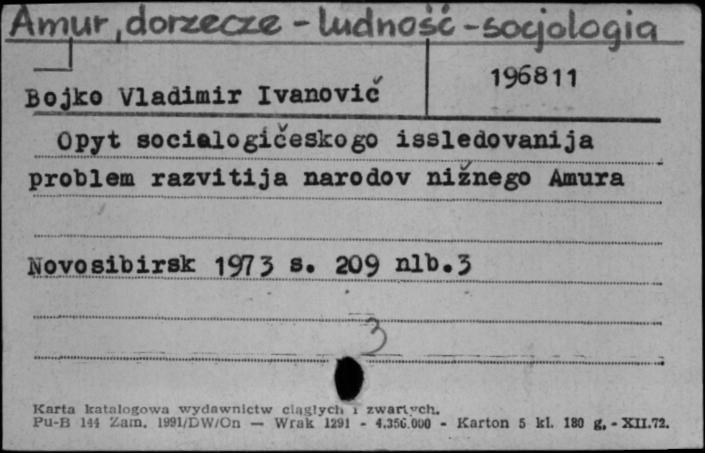 Amur, dorzecze - ludność - socjologia
196811
Bojko Vladimir Ivanovič
Opyt socialogičeskogo issledovanija
problem razvitija narodov nižnego Amura
Novosibirsk 1973 s. 209 nlb.3
3
Karta katalogowa wydawnictw ciągłych i zwartych.
Pu-B 144 Zam. 1991/DW/On — Wrak 1291 - 4.356.000 - Karton 5 kl. 180 g. - XII.72.